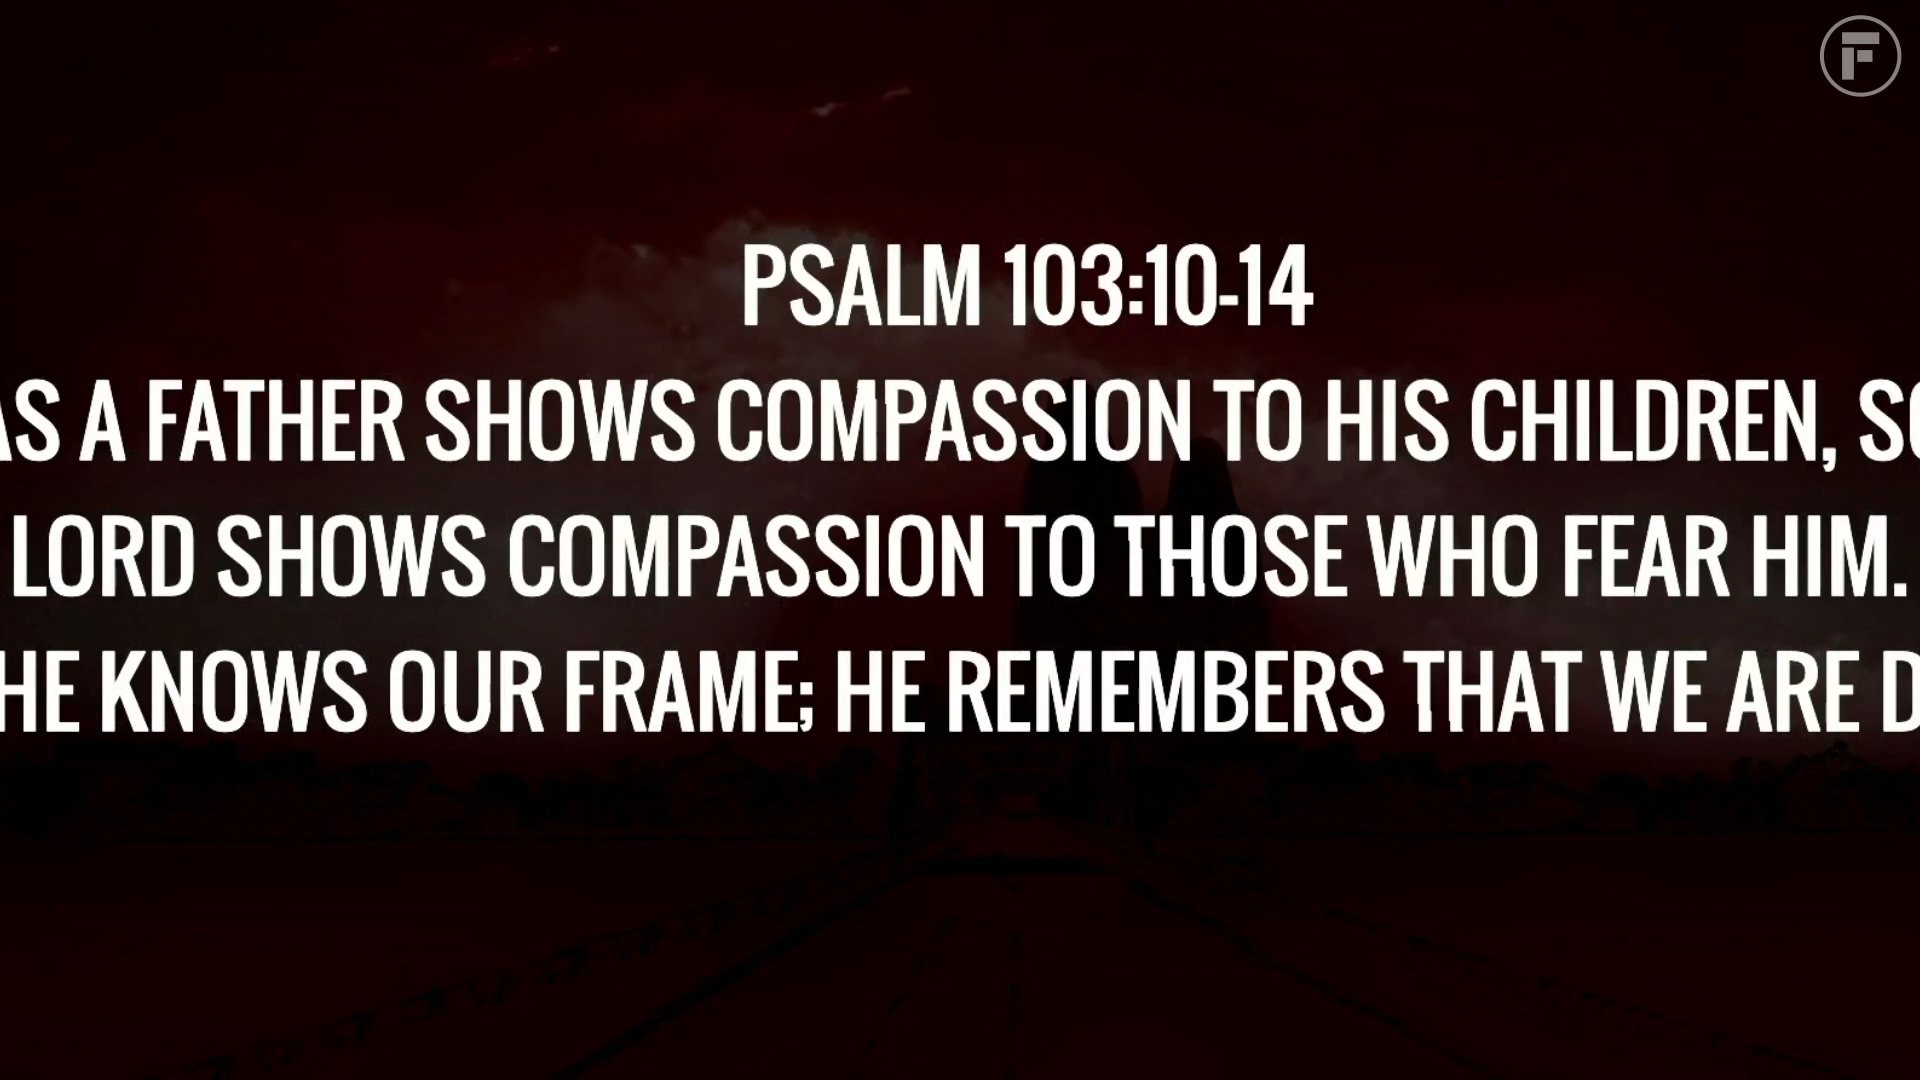 F
PSALM 103:10-14
AS A FATHER SHOWS COMPASSION TO HIS CHILDREN, SO
LORD SHOWS COMPASSION TO THOSE WHO FEAR HIM.
HE KNOWS OUR FRAME; HE REMEMBERS THAT WE ARE D